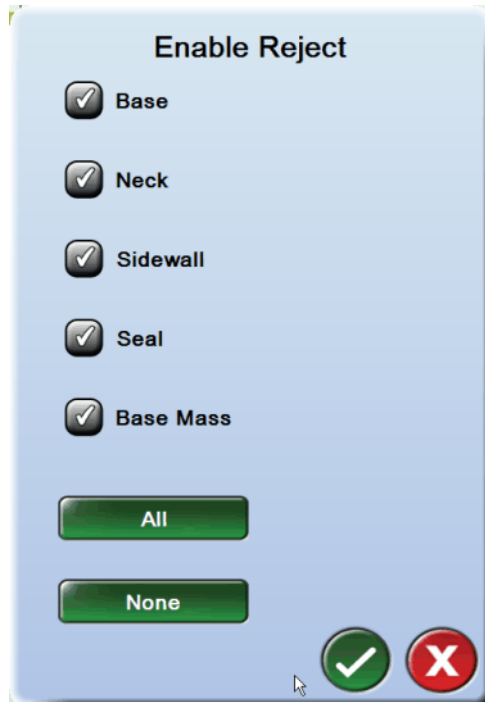 Enable Reject
Base
Neck
Sidewall
Seal
Base Mass
All
None